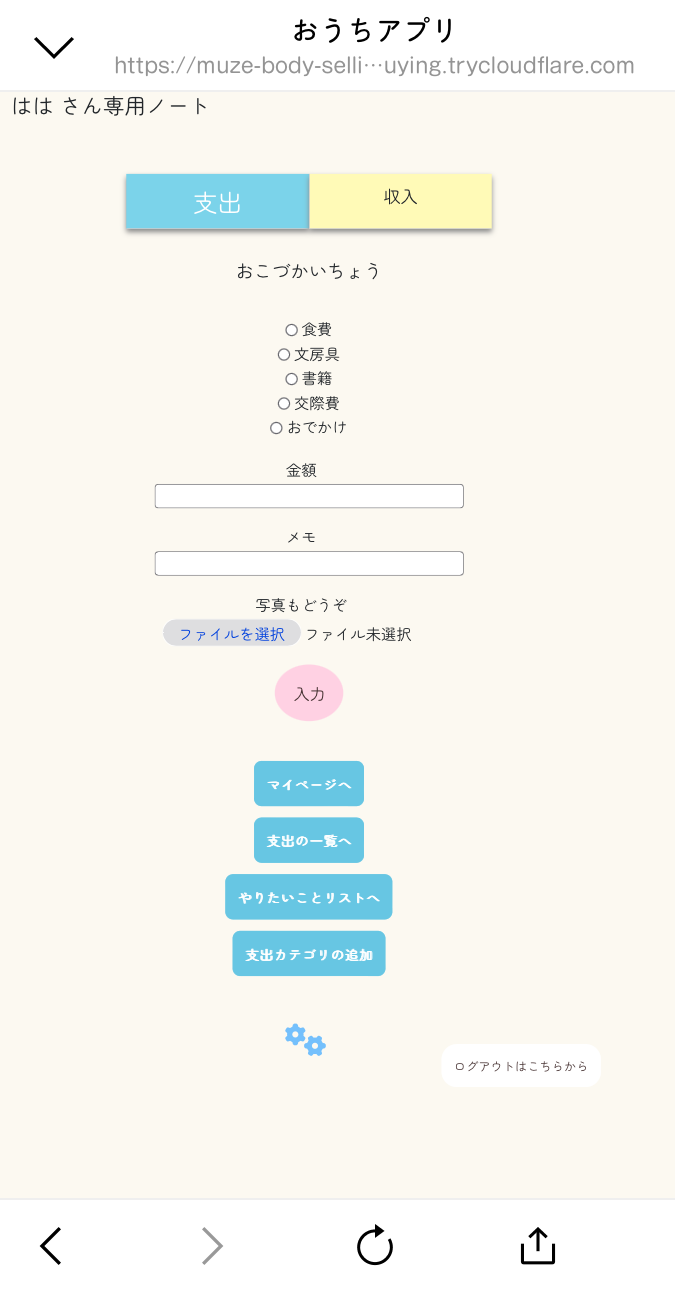 おうちアプリ
https://muze-body-selli…uying.trycloudflare.com
はは さん専用ノート
支出
収入
おこづかいちょう
食費
文房具
書籍
交際費
おでかけ
金額
メモ
写真もどうぞ
ファイルを選択 ファイル未選択
入力
マイページへ
支出の一覧へ
やりたいことリストへ
支出カテゴリの追加
ログアウトはこちらから